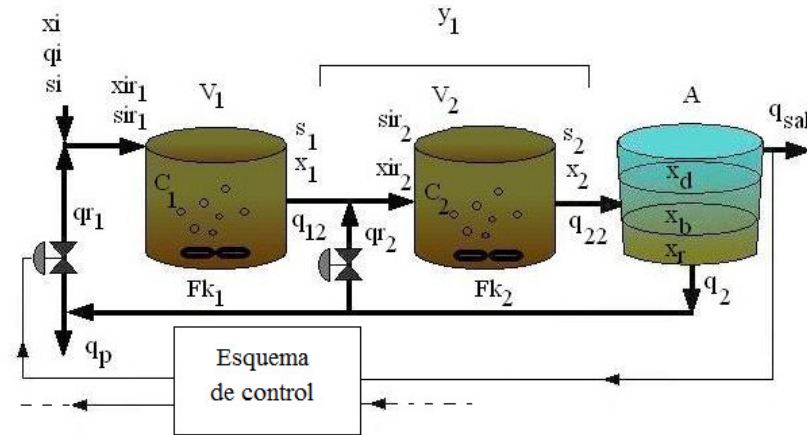 y1
xi
qi
si
xir1
sir1
V1
s1
x1
sir2
xir2
V2
s2
x2
A
qsal
C1
C2
xd
xb
xr
qr1
q12
qr2
q22
q2
Fk1
Fk2
qp
Esquema
de control